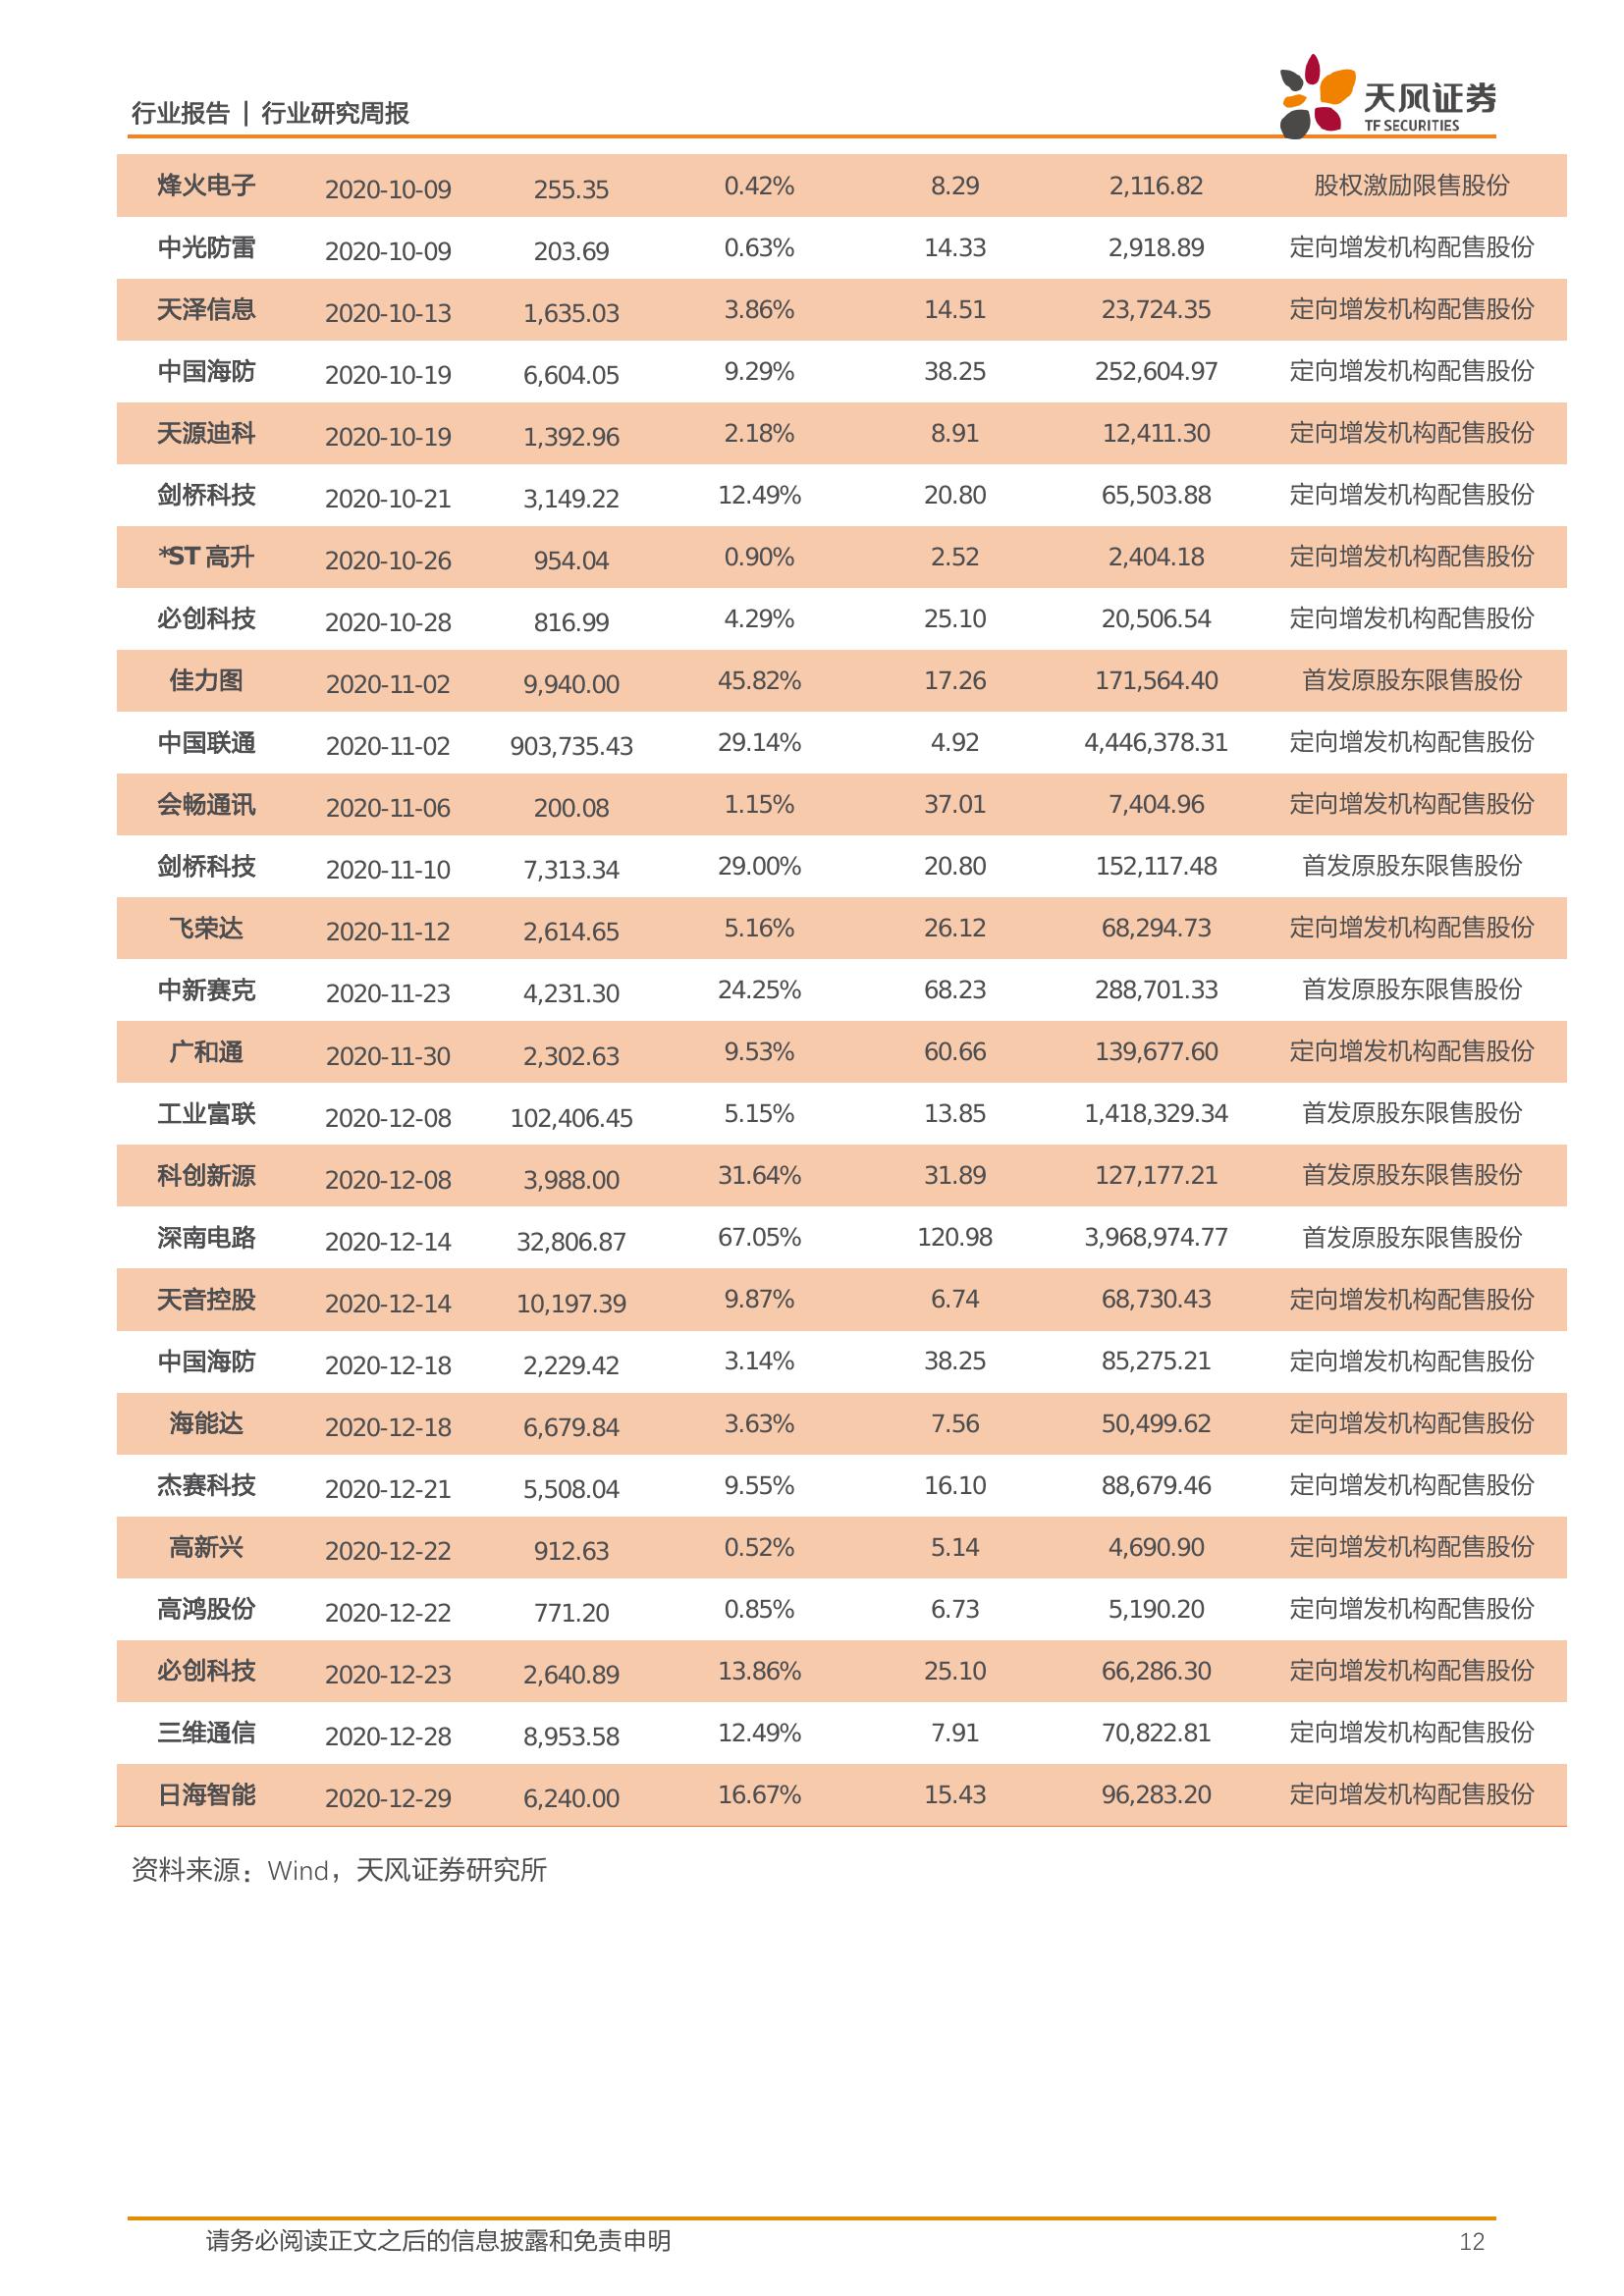 行业报告 | 行业研究周报
天风证券
TF SECURITIES
烽火电子 2020-10-09 255.35 0.42% 8.29 2,116.82 股权激励限售股份
中光防雷 2020-10-09 203.69 0.63% 14.33 2,918.89 定向增发机构配售股份
天泽信息 2020-10-13 1,635.03 3.86% 14.51 23,724.35 定向增发机构配售股份
中国海防 2020-10-19 6,604.05 9.29% 38.25 252,604.97 定向增发机构配售股份
天源迪科 2020-10-19 1,392.96 2.18% 8.91 12,411.30 定向增发机构配售股份
剑桥科技 2020-10-21 3,149.22 12.49% 20.80 65,503.88 定向增发机构配售股份
*ST 高升 2020-10-26 954.04 0.90% 2.52 2,404.18 定向增发机构配售股份
必创科技 2020-10-28 816.99 4.29% 25.10 20,506.54 定向增发机构配售股份
佳力图 2020-11-02 9,940.00 45.82% 17.26 171,564.40 首发原股东限售股份
中国联通 2020-11-02 903,735.43 29.14% 4.92 4,446,378.31 定向增发机构配售股份
会畅通讯 2020-11-06 200.08 1.15% 37.01 7,404.96 定向增发机构配售股份
剑桥科技 2020-11-10 7,313.34 29.00% 20.80 152,117.48 首发原股东限售股份
飞荣达 2020-11-12 2,614.65 5.16% 26.12 68,294.73 定向增发机构配售股份
中新赛克 2020-11-23 4,231.30 24.25% 68.23 288,701.33 首发原股东限售股份
广和通 2020-11-30 2,302.63 9.53% 60.66 139,677.60 定向增发机构配售股份
工业富联 2020-12-08 102,406.45 5.15% 13.85 1,418,329.34 首发原股东限售股份
科创新源 2020-12-08 3,988.00 31.64% 31.89 127,177.21 首发原股东限售股份
深南电路 2020-12-14 32,806.87 67.05% 120.98 3,968,974.77 首发原股东限售股份
天音控股 2020-12-14 10,197.39 9.87% 6.74 68,730.43 定向增发机构配售股份
中国海防 2020-12-18 2,229.42 3.14% 38.25 85,275.21 定向增发机构配售股份
海能达 2020-12-18 6,679.84 3.63% 7.56 50,499.62 定向增发机构配售股份
杰赛科技 2020-12-21 5,508.04 9.55% 16.10 88,679.46 定向增发机构配售股份
高新兴 2020-12-22 912.63 0.52% 5.14 4,690.90 定向增发机构配售股份
高鸿股份 2020-12-22 771.20 0.85% 6.73 5,190.20 定向增发机构配售股份
必创科技 2020-12-23 2,640.89 13.86% 25.10 66,286.30 定向增发机构配售股份
三维通信 2020-12-28 8,953.58 12.49% 7.91 70,822.81 定向增发机构配售股份
日海智能 2020-12-29 6,240.00 16.67% 15.43 96,283.20 定向增发机构配售股份
资料来源：Wind，天风证券研究所
请务必阅读正文之后的信息披露和免责申明 12